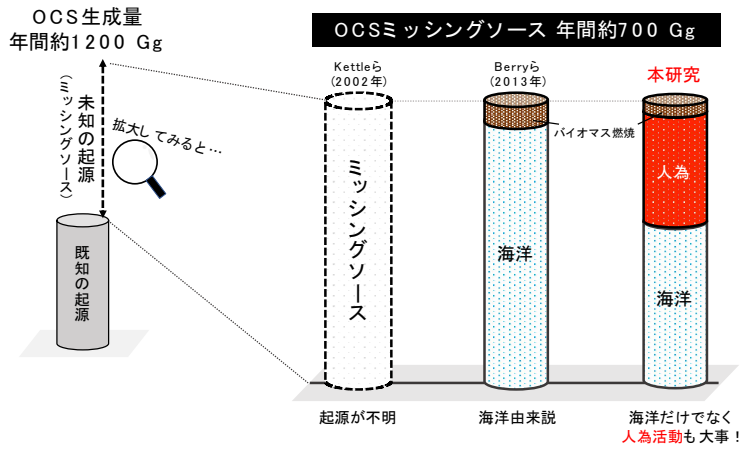 OCS生成量
年間約1200 Gg
未知の起源
(ミッシングソース)
拡大してみると…
既知の起源
OCSミッシングソース 年間約700 Gg
Kettleら
(2002年)
ミッシングソース
起源が不明
Berryら
(2013年)
バイオマス燃焼
海洋
海洋由来説
本研究
人為
海洋
海洋だけでなく
人為活動も大事！